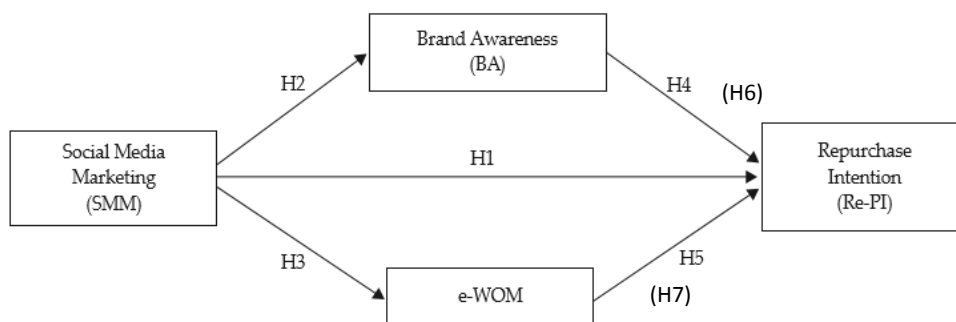 Brand Awareness
(BA)
H2
H4
(H6)
Social Media
Marketing
(SMM)
H1
Repurchase
Intention
(Re-PI)
H3
H5
e-WOM
(H7)